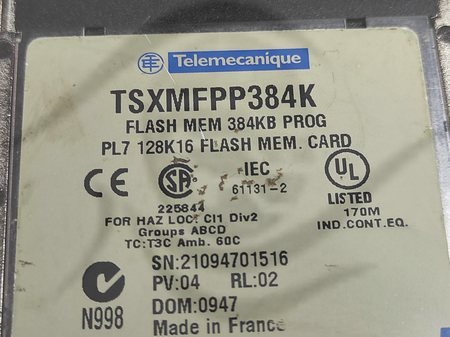 Telemecanique
TSXMFPP384K
FLASH MEM 384KB PROG
PL7 128K16 FLASH MEM. CARD
CE
SA
IEC
61131-2
UL
LISTED
170M
IND.CONT.EQ.
225844
FOR HAZ LOC. Cl1 Div2
Groups ABCD
TC:T3C Amb. 60C
SN:21094701516
PV:04 RL:02
DOM:0947
Made in France
N998